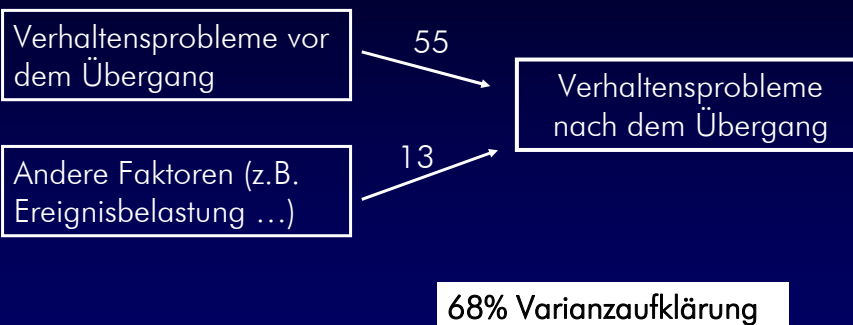 Verhaltensprobleme vor
dem Übergang
55
Verhaltensprobleme
nach dem Übergang
13
Andere Faktoren (z.B.
Ereignisbelastung …)
68% Varianzaufklärung